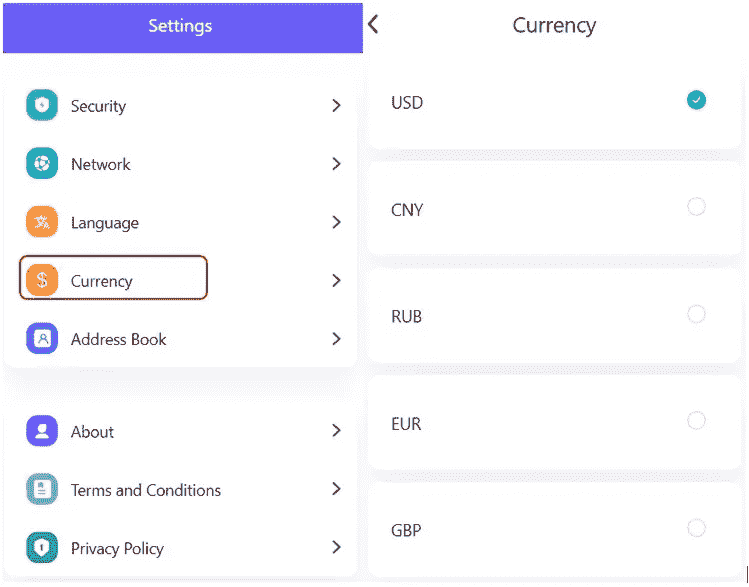 Settings
Security
Network
Language
$
Currency
Address Book
About
Terms and Conditions
Privacy Policy
Currency
USD
CNY
RUB
EUR
GBP